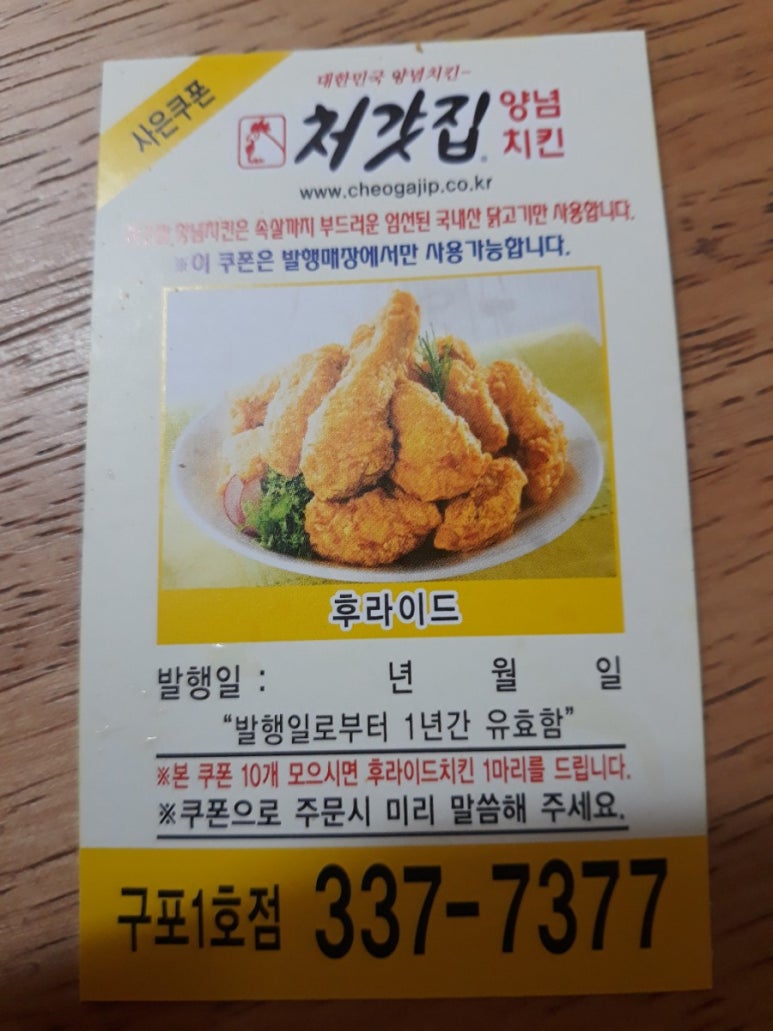 사은쿠폰
대한민국 양념치킨-
처갓집 양념치킨
www.cheogajip.co.kr
양념치킨은 속살까지 부드러운 엄선된 국내산 닭고기만 사용합니다.
※이 쿠폰은 발행매장에서만 사용가능합니다.
후라이드
발행일 : 년 월 일
“발행일로부터 1년간 유효함”
※본 쿠폰 10개 모으시면 후라이드치킨 1마리를 드립니다.
※쿠폰으로 주문시 미리 말씀해 주세요.
구포1호점 337-7377